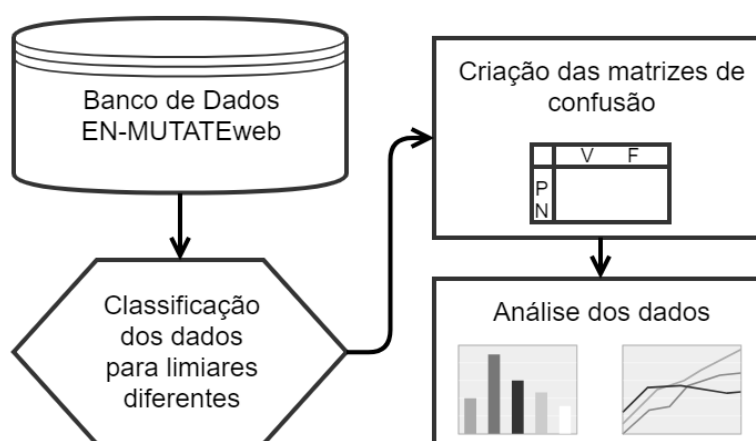 Banco de Dados
EN-MUTATEweb
Classificação
dos dados
para limiares
diferentes
Criação das matrizes de
confusão
V F
P
N
Análise dos dados